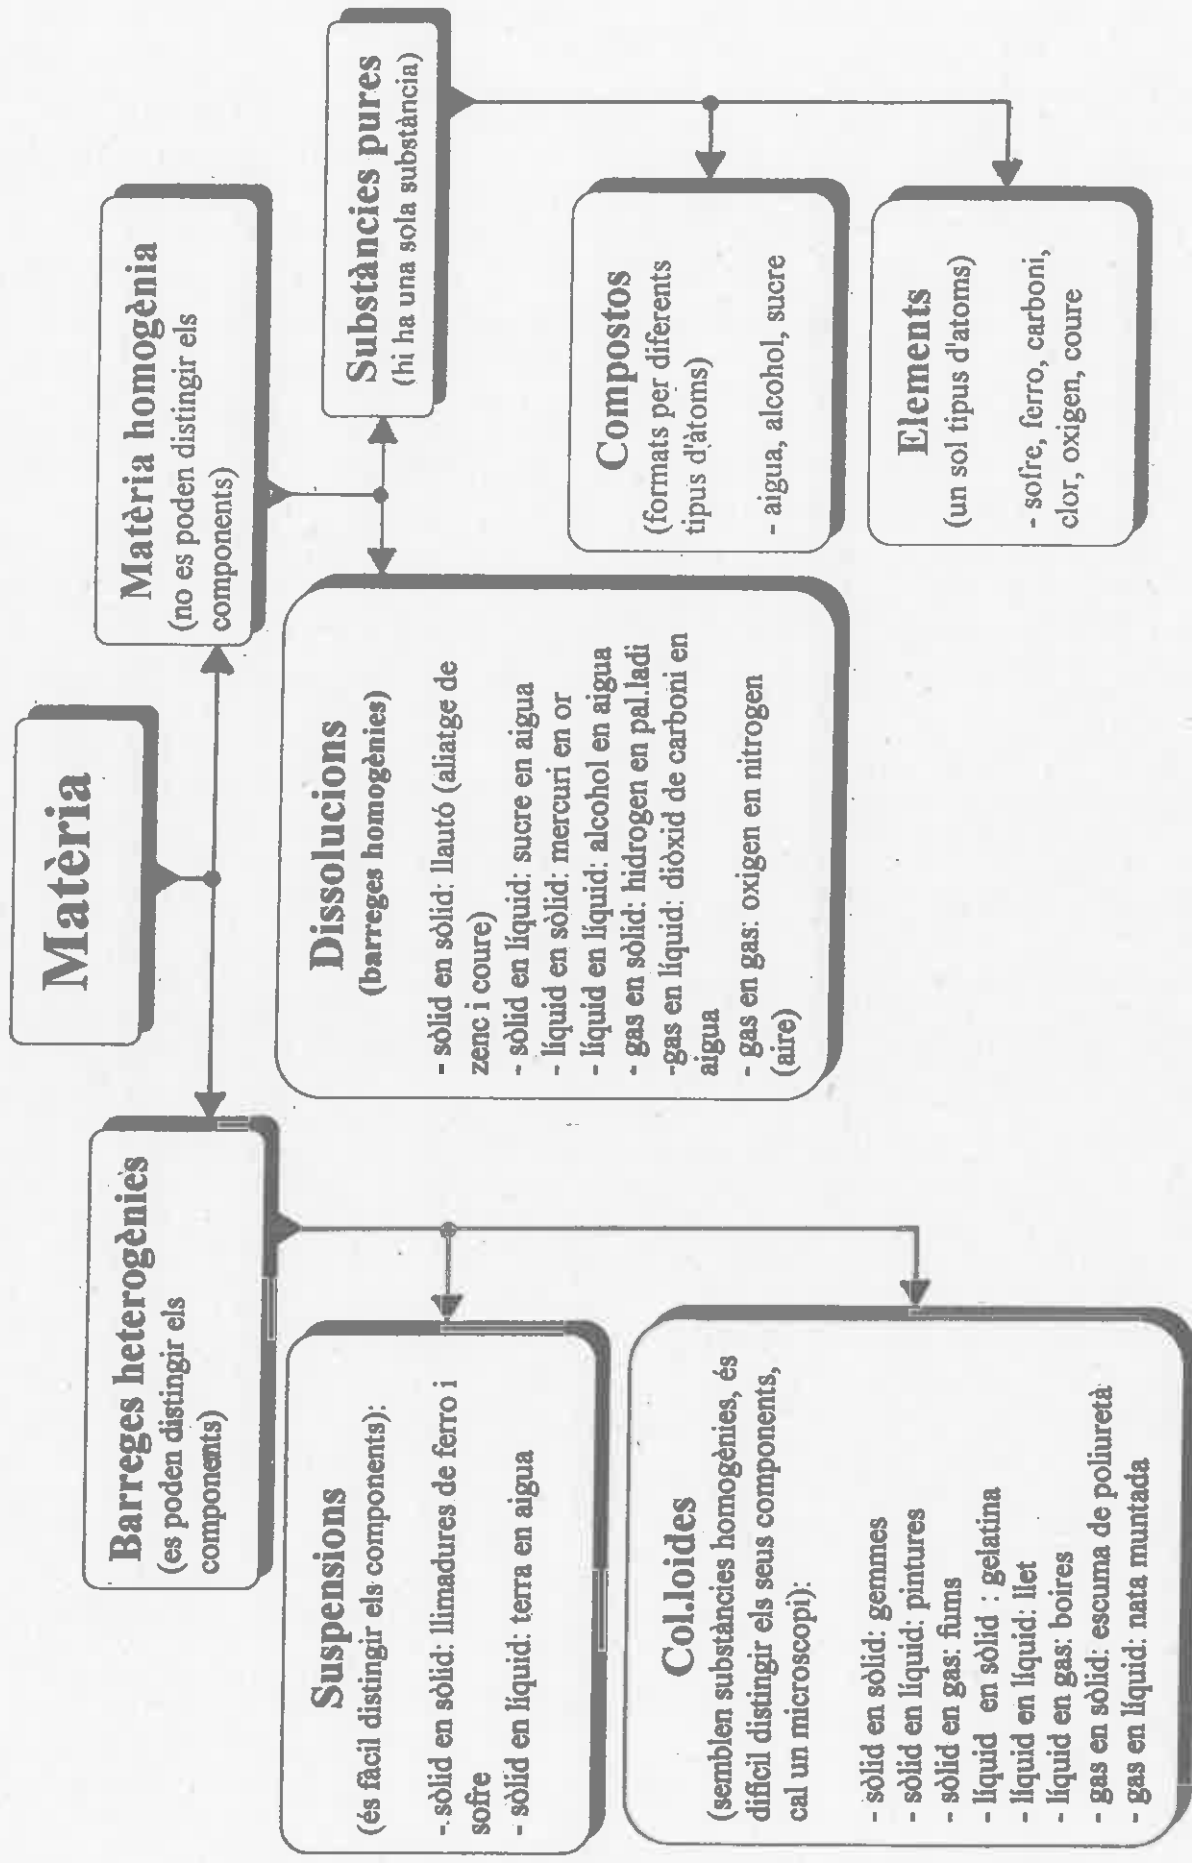 Matèria
Barreges heterogènies
(es poden distingir els
components)
Matèria homogènia
(no es poden distingir els
components)
Suspensions
(és fàcil distingir els components):
- sòlid en sòlid: llimadures de ferro i
sofre
- sòlid en líquid: terra en aigua
Col.loides
(semblen substàncies homogènies, és
difícil distingir els seus components,
cal un microscopi):
- sòlid en sòlid: gemmes
- sòlid en líquid: pintures
- sòlid en gas: fums
- líquid en sòlid : gelatina
- líquid en líquid: llet
- líquid en gas: boires
- gas en sòlid: escuma de poliuretà
- gas en líquid: nata muntada
Dissolucions
(barreges homogènies)
- sòlid en sòlid: llautó (aliatge de
zenc i coure)
- sòlid en líquid: sucre en aigua
- líquid en sòlid: mercuri en or
- líquid en líquid: alcohol en aigua
- gas en sòlid: hidrogen en pal.ladi
-gas en líquid: diòxid de carboni en
aigua
- gas en gas: oxigen en nitrogen
(aire)
Substàncies pures
(hi ha una sola substància)
Compostos
(formats per diferents
tipus d'àtoms)
- aigua, alcohol, sucre
Elements
(un sol tipus d'atoms)
- sofre, ferro, carboni,
clor, oxigen, coure